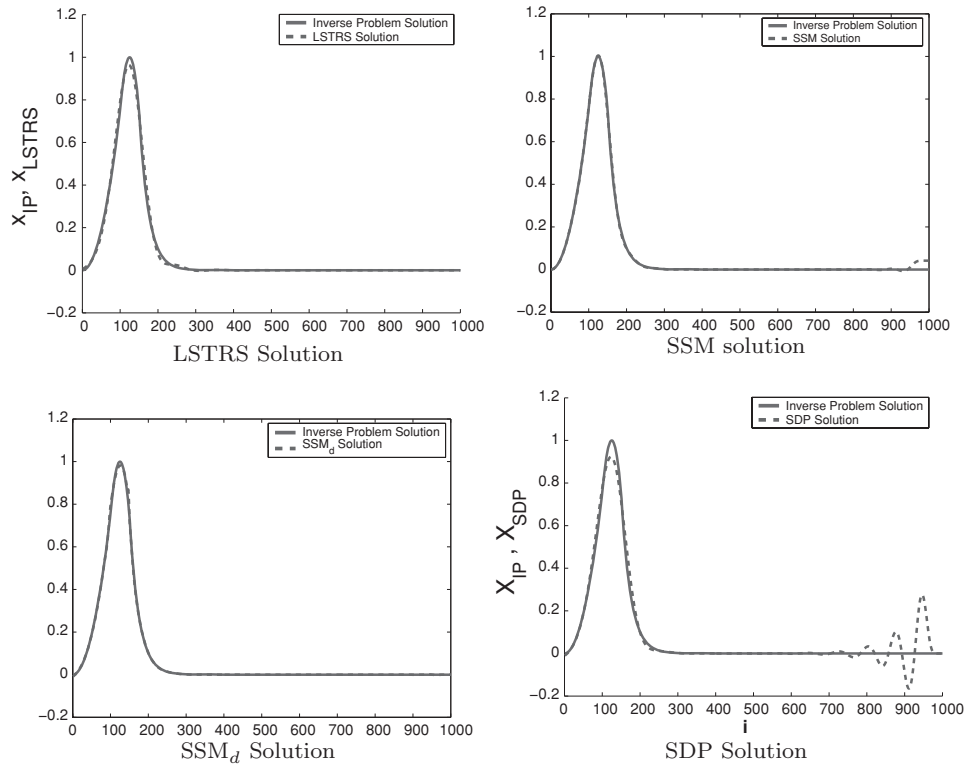 Inverse Problem Solution
LSTRS Solution
1.2
1
0.8
0.6
0.4
0.2
0
−0.2
x_IP, x_LSTRS
0 100 200 300 400 500 600 700 800 900 1000
LSTRS Solution
Inverse Problem Solution
SSM Solution
1.2
1
0.8
0.6
0.4
0.2
0
−0.2
0 100 200 300 400 500 600 700 800 900 1000
SSM solution
Inverse Problem Solution
SSM_d Solution
1.2
1
0.8
0.6
0.4
0.2
0
−0.2
0 100 200 300 400 500 600 700 800 900 1000
SSM_d Solution
Inverse Problem Solution
SDP Solution
1.2
1
0.8
0.6
0.4
0.2
0
−0.2
X_IP , X_SDP
0 100 200 300 400 500 600 700 800 900 1000
i
SDP Solution